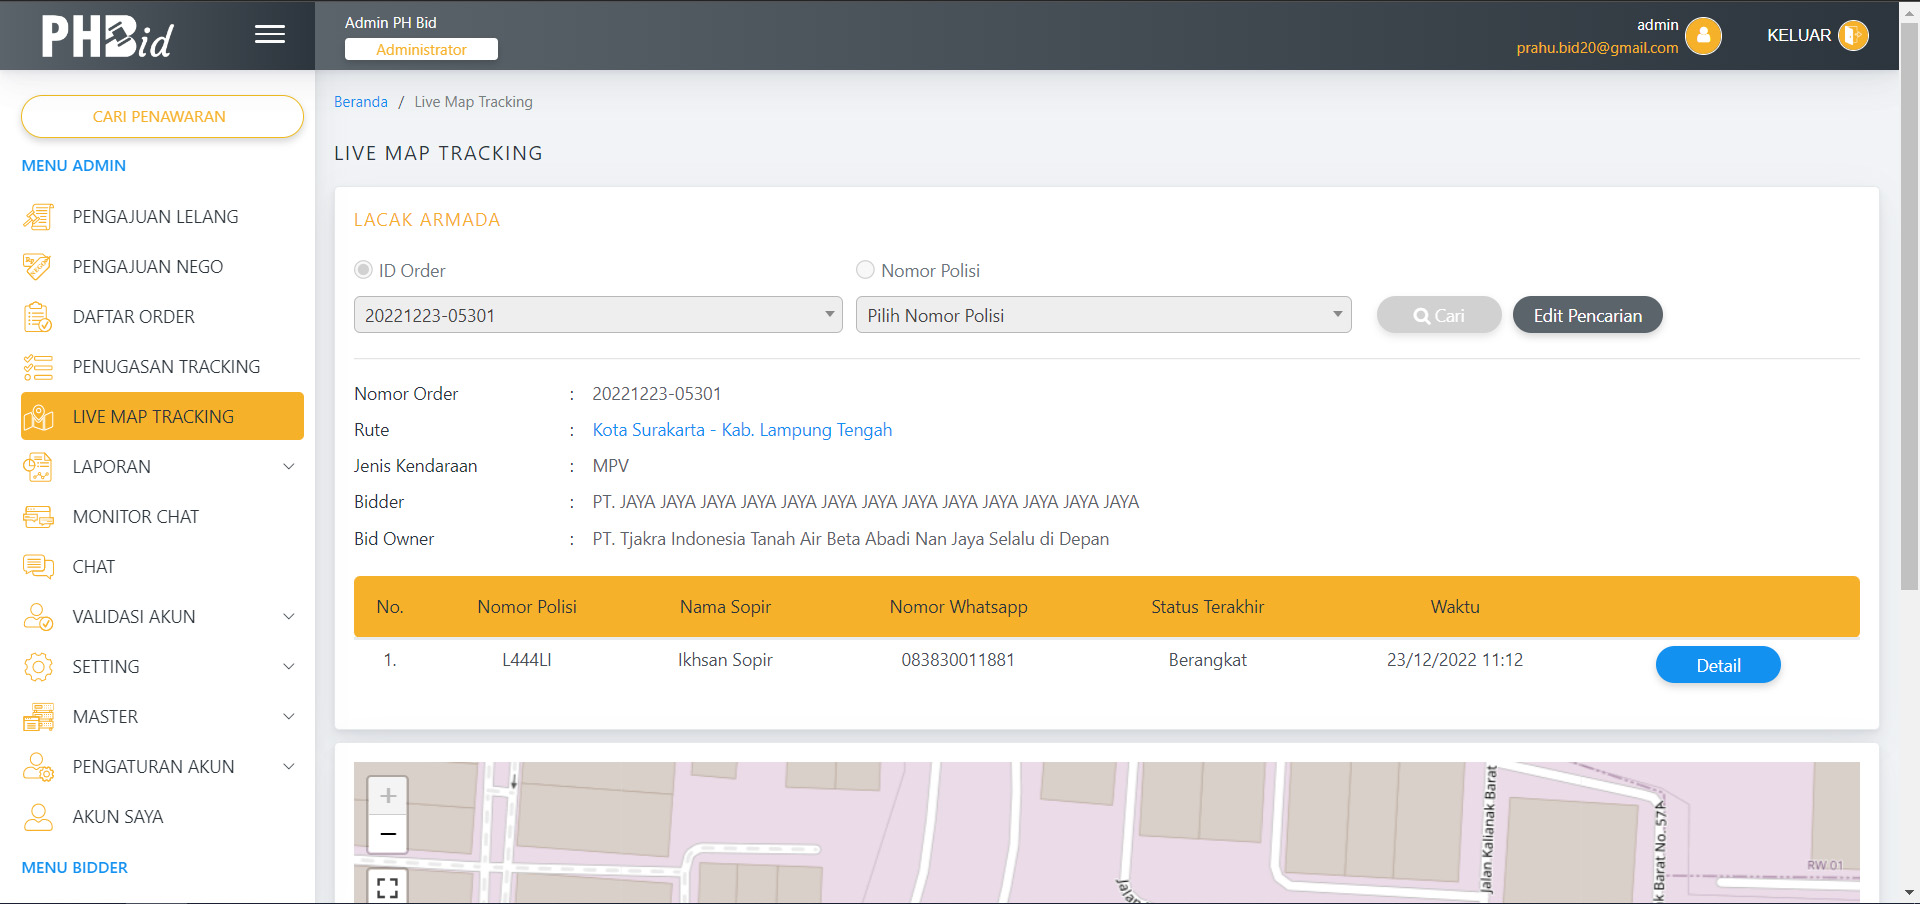 PHBid
Admin PH Bid
Administrator
admin
prahu.bid20@gmail.com
KELUAR
CARI PENAWARAN
MENU ADMIN
PENGAJUAN LELANG
PENGAJUAN NEGO
DAFTAR ORDER
PENUGASAN TRACKING
LIVE MAP TRACKING
LAPORAN
MONITOR CHAT
CHAT
VALIDASI AKUN
SETTING
MASTER
PENGATURAN AKUN
AKUN SAYA
MENU BIDDER
Beranda / Live Map Tracking
LIVE MAP TRACKING
LACAK ARMADA
ID Order
Nomor Polisi
20221223-05301
Pilih Nomor Polisi
Cari
Edit Pencarian
Nomor Order : 20221223-05301
Rute : Kota Surakarta - Kab. Lampung Tengah
Jenis Kendaraan : MPV
Bidder : PT. JAYA JAYA JAYA JAYA JAYA JAYA JAYA JAYA JAYA JAYA JAYA JAYA JAYA
Bid Owner : PT. Tjakra Indonesia Tanah Air Beta Abadi Nan Jaya Selalu di Depan
No. Nomor Polisi Nama Sopir Nomor Whatsapp Status Terakhir Waktu
1. L444LI Ikhsan Sopir 083830011881 Berangkat 23/12/2022 11:12 Detail
+
−
Jalan Kalianak Barat
k Barat No. 57A
RW 01
Jalan